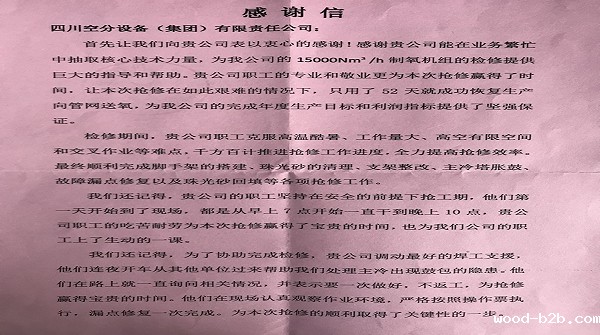 感谢信
四川空分设备（集团）有限责任公司：
首先让我们向贵公司表以衷心的感谢！感谢贵公司能在业务繁忙
中抽取核心技术力量，为我公司的 15000Nm³/h 制氧机组的检修提供
巨大的指导和帮助。贵公司职工的专业和敬业更为本次抢修赢得了时
间，让本次抢修在如此艰难的情况下，只用了 52 天就成功恢复生产
向管网送氧，为我公司的完成年度生产目标和利润指标提供了坚强保
证。
检修期间，贵公司职工克服高温酷暑、工作量大、高空有限空间
和交叉作业等难点。千方百计推进抢修工作进度，全力提高抢修效率。
最终顺利完成脚手架的搭建、珠光砂的清理、支架整改、主冷塔胀鼓、
故障漏点修复以及珠光砂回填等各项抢修工作。
我们还记得，贵公司的职工坚持在安全的前提下抢工期，他们第
一天开始到了现场，都是从早上 7 点开始一直干到晚上 10 点，贵公
司职工的吃苦耐劳为本次抢修赢得了宝贵的时间，也为我们公司的职
工上了生动的一课。
我们还记得，为了协助完成检修，贵公司调动最好的焊工支援，
他们连夜开车从其他单位过来帮助我们处理主冷出现鼓包的隐患。他
们在路上就一直询问相关情况，并表示要一次做好，不返工，为抢修
赢得宝贵的时间。他们在现场认真观察作业环境，严格按照操作票执
行，漏点修复一次完成。为本次抢修的顺利取得了关键性的一步。
wood-b2b.com